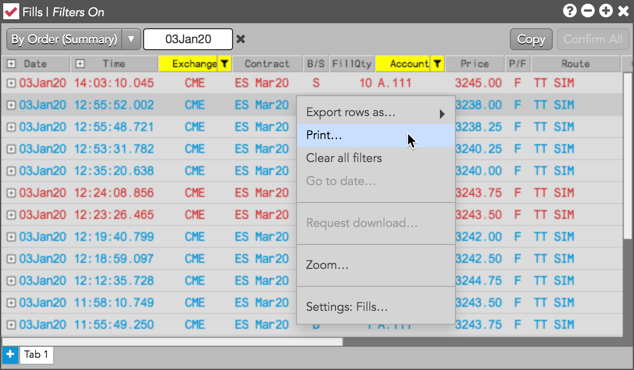 Fills | Filters On
By Order (Summary) 03Jan20 Copy Confirm All
Date Time Exchange Contract B/S FillQty Account Price P/F Route
03Jan20 14:03:10.045 CME ES Mar20 S 10 A.111 3245.00 F TT SIM
03Jan20 12:55:52.002 CME ES Mar20 3238.00 F TT SIM
03Jan20 12:55:48.721 CME ES Mar20 3238.25 F TT SIM
03Jan20 12:53:31.782 CME ES Mar20 3240.25 F TT SIM
03Jan20 12:35:20.638 CME ES Mar20 3240.00 F TT SIM
03Jan20 12:24:08.856 CME ES Mar20 3243.75 F TT SIM
03Jan20 12:23:26.465 CME ES Mar20 3243.50 F TT SIM
03Jan20 12:19:40.799 CME ES Mar20 3242.00 F TT SIM
03Jan20 12:18:59.097 CME ES Mar20 3242.50 F TT SIM
03Jan20 12:12:35.728 CME ES Mar20 3244.75 F TT SIM
03Jan20 11:58:10.749 CME ES Mar20 3243.50 F TT SIM
03Jan20 11:55:49.250 CME ES Mar20 B 1 A.111 3243.75 F TT SIM
Export rows as...
Print...
Clear all filters
Go to date...
Request download...
Zoom...
Settings: Fills...
Tab 1